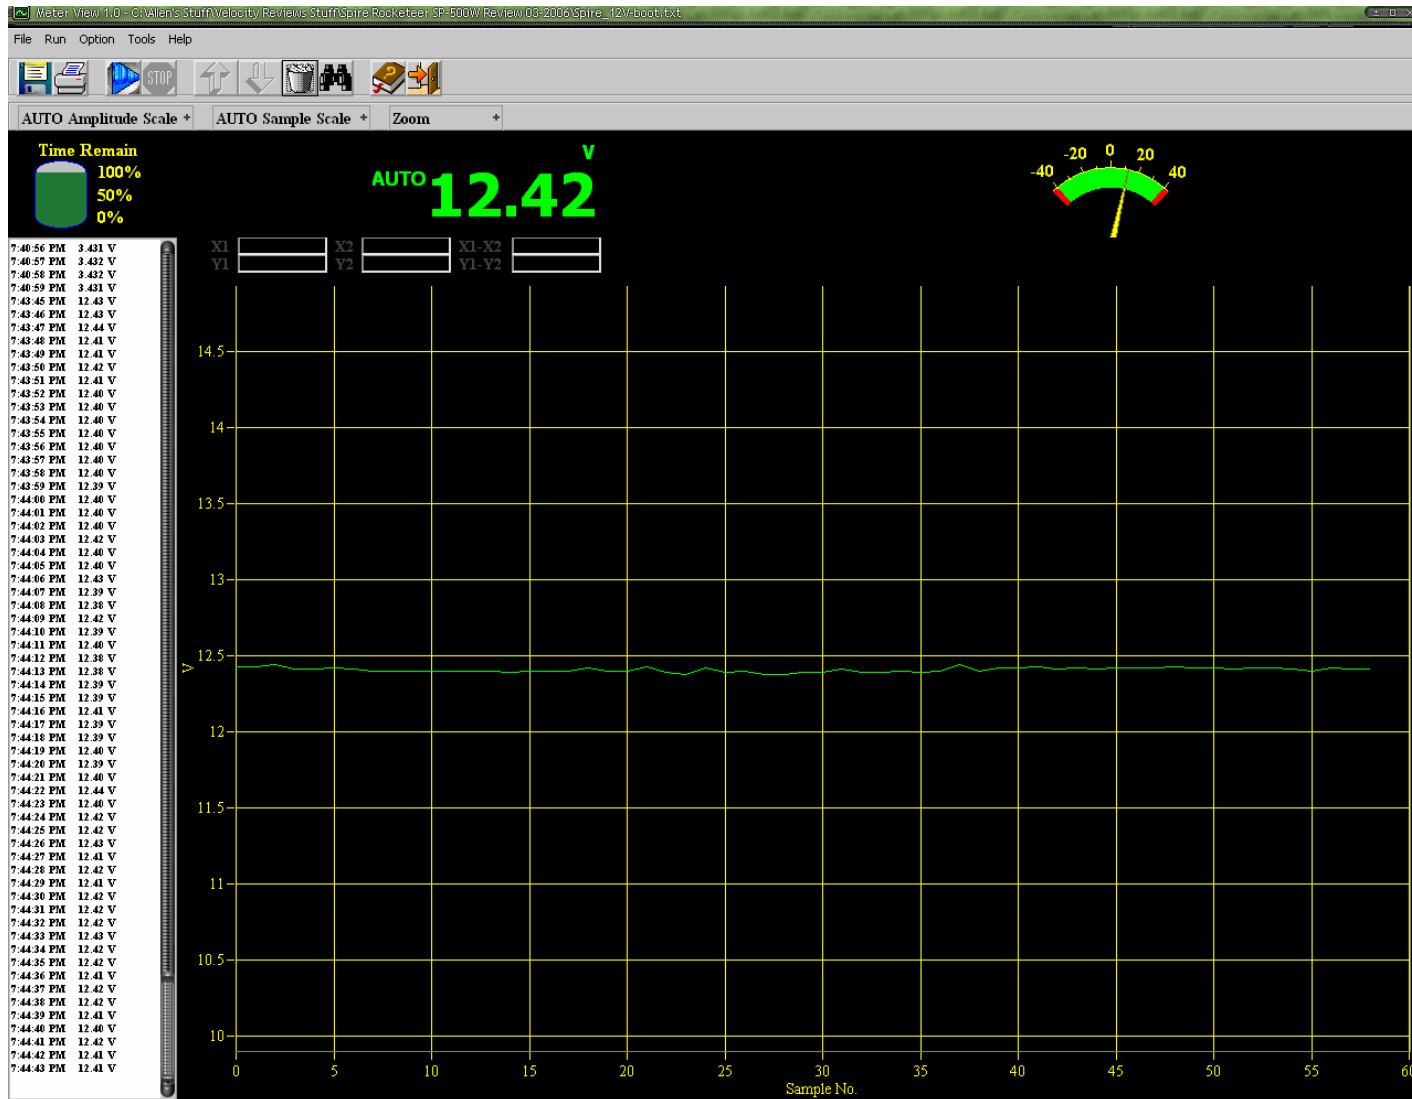 Meter View 1.0 - C:\Allen's Stuff\Velocity Reviews Stuff\Spire Rocketeer SP-500W Review 03-2006\Spire_12V-boot.txt
File Run Option Tools Help
STOP
AUTO Amplitude Scale + AUTO Sample Scale + Zoom +
Time Remain
100%
50%
0%
V
AUTO 12.42
-40 -20 0 20 40
X1 X2 X1-X2
Y1 Y2 Y1-Y2
7:40:56 PM 3.431 V
7:40:57 PM 3.432 V
7:40:58 PM 3.432 V
7:40:59 PM 3.431 V
7:43:45 PM 12.43 V
7:43:46 PM 12.43 V
7:43:47 PM 12.44 V
7:43:48 PM 12.41 V
7:43:49 PM 12.41 V
7:43:50 PM 12.42 V
7:43:51 PM 12.41 V
7:43:52 PM 12.40 V
7:43:53 PM 12.40 V
7:43:54 PM 12.40 V
7:43:55 PM 12.40 V
7:43:56 PM 12.40 V
7:43:57 PM 12.40 V
7:43:58 PM 12.40 V
7:43:59 PM 12.39 V
7:44:00 PM 12.40 V
7:44:01 PM 12.40 V
7:44:02 PM 12.40 V
7:44:03 PM 12.42 V
7:44:04 PM 12.40 V
7:44:05 PM 12.40 V
7:44:06 PM 12.43 V
7:44:07 PM 12.39 V
7:44:08 PM 12.38 V
7:44:09 PM 12.42 V
7:44:10 PM 12.39 V
7:44:11 PM 12.40 V
7:44:12 PM 12.38 V
7:44:13 PM 12.38 V
7:44:14 PM 12.39 V
7:44:15 PM 12.39 V
7:44:16 PM 12.41 V
7:44:17 PM 12.39 V
7:44:18 PM 12.39 V
7:44:19 PM 12.40 V
7:44:20 PM 12.39 V
7:44:21 PM 12.40 V
7:44:22 PM 12.44 V
7:44:23 PM 12.40 V
7:44:24 PM 12.42 V
7:44:25 PM 12.42 V
7:44:26 PM 12.43 V
7:44:27 PM 12.41 V
7:44:28 PM 12.42 V
7:44:29 PM 12.41 V
7:44:30 PM 12.42 V
7:44:31 PM 12.42 V
7:44:32 PM 12.42 V
7:44:33 PM 12.43 V
7:44:34 PM 12.42 V
7:44:35 PM 12.42 V
7:44:36 PM 12.41 V
7:44:37 PM 12.42 V
7:44:38 PM 12.42 V
7:44:39 PM 12.41 V
7:44:40 PM 12.40 V
7:44:41 PM 12.42 V
7:44:42 PM 12.41 V
7:44:43 PM 12.41 V
14.5
14
13.5
13
12.5
V
12
11.5
11
10.5
10
0 5 10 15 20 25 30 35 40 45 50 55 60
Sample No.